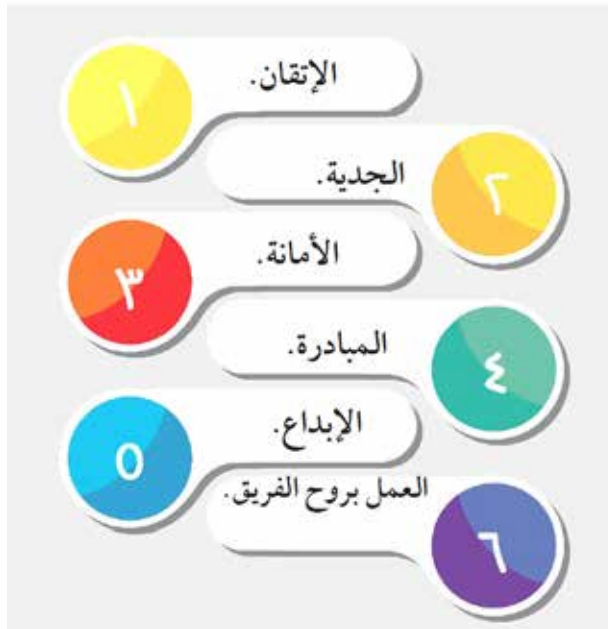 ١ الإتقان.
٢ الجدية.
٣ الأمانة.
٤ المبادرة.
٥ الإبداع.
٦ العمل بروح الفريق.